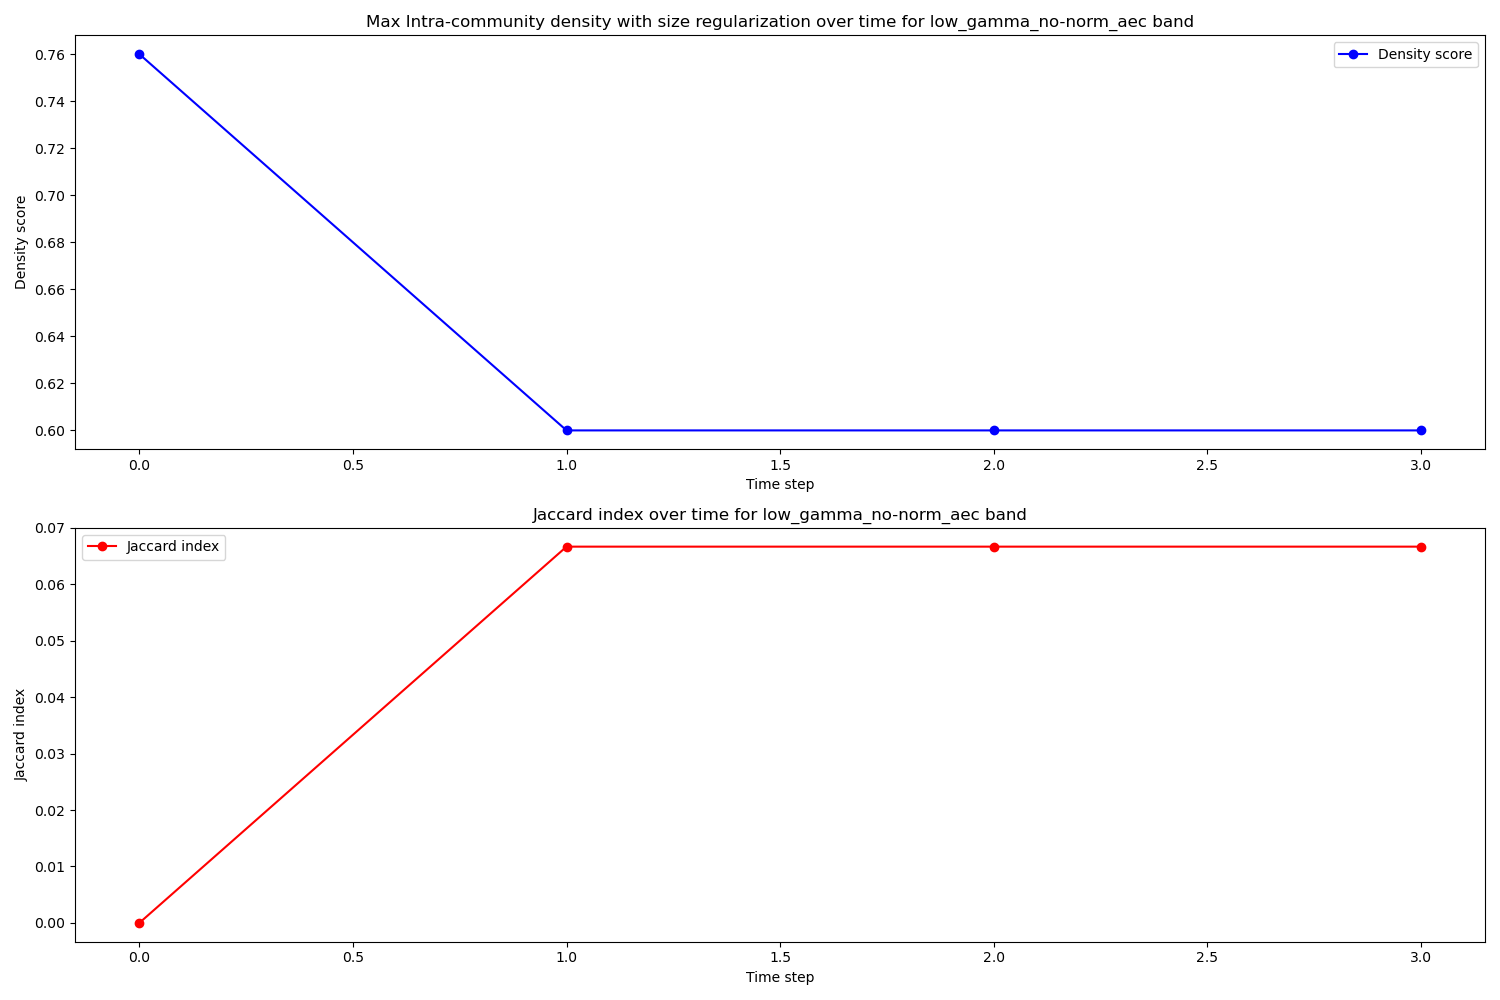 Max Intra-community density with size regularization over time for low_gamma_no-norm_aec band
Density score
Density score
0.76
0.74
0.72
0.70
0.68
0.66
0.64
0.62
0.60
0.0 0.5 1.0 1.5 2.0 2.5 3.0
Time step
Jaccard index over time for low_gamma_no-norm_aec band
Jaccard index
Jaccard index
0.07
0.06
0.05
0.04
0.03
0.02
0.01
0.00
0.0 0.5 1.0 1.5 2.0 2.5 3.0
Time step